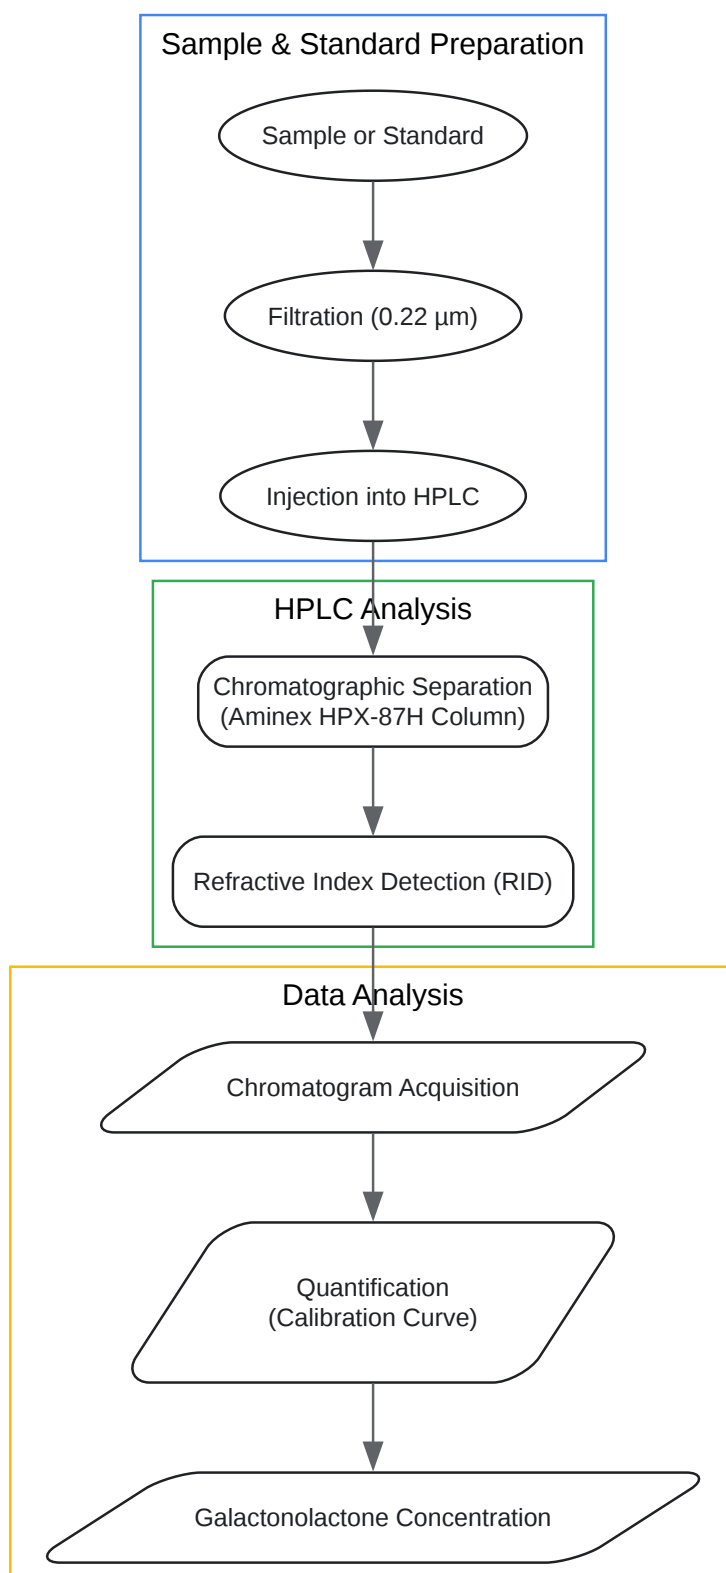 Sample & Standard Preparation
Sample or Standard
Filtration (0.22 µm)
Injection into HPLC
HPLC Analysis
Chromatographic Separation
(Aminex HPX-87H Column)
Refractive Index Detection (RID)
Data Analysis
Chromatogram Acquisition
Quantification
(Calibration Curve)
Galactonolactone Concentration